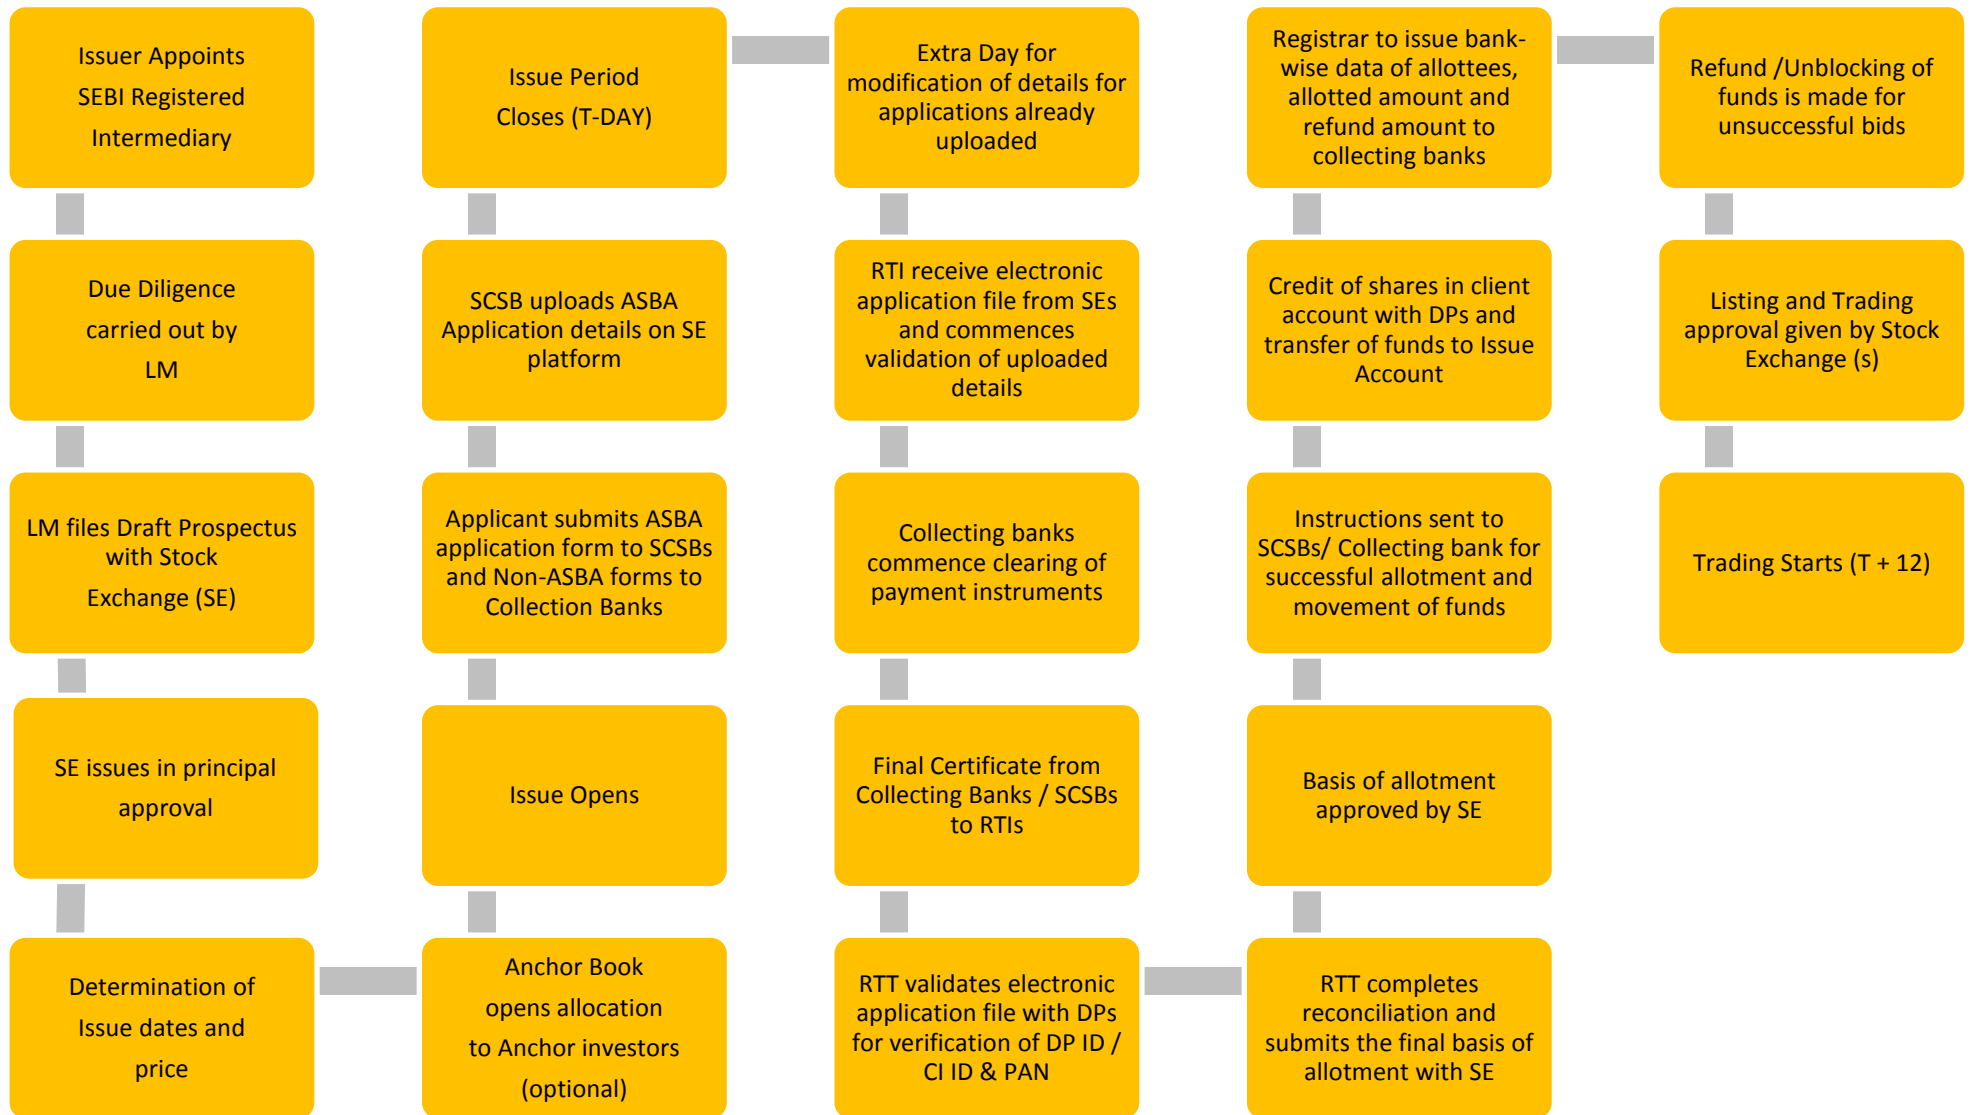 Issuer Appoints
SEBI Registered
Intermediary
Due Diligence
carried out by
LM
LM files Draft Prospectus
with Stock
Exchange (SE)
SE issues in principal
approval
Determination of
Issue dates and
price
Anchor Book
opens allocation
to Anchor investors
(optional)
Issue Opens
Applicant submits ASBA
application form to SCSBs
and Non-ASBA forms to
Collection Banks
SCSB uploads ASBA
Application details on SE
platform
Issue Period
Closes (T-DAY)
Extra Day for
modification of details for
applications already
uploaded
RTI receive electronic
application file from SEs
and commences
validation of uploaded
details
Collecting banks
commence clearing of
payment instruments
Final Certificate from
Collecting Banks / SCSBs
to RTIs
RTT validates electronic
application file with DPs
for verification of DP ID /
CI ID & PAN
RTT completes
reconciliation and
submits the final basis of
allotment with SE
Basis of allotment
approved by SE
Instructions sent to
SCSBs/ Collecting bank for
successful allotment and
movement of funds
Credit of shares in client
account with DPs and
transfer of funds to Issue
Account
Registrar to issue bank-
wise data of allottees,
allotted amount and
refund amount to
collecting banks
Refund /Unblocking of
funds is made for
unsuccessful bids
Listing and Trading
approval given by Stock
Exchange (s)
Trading Starts (T + 12)